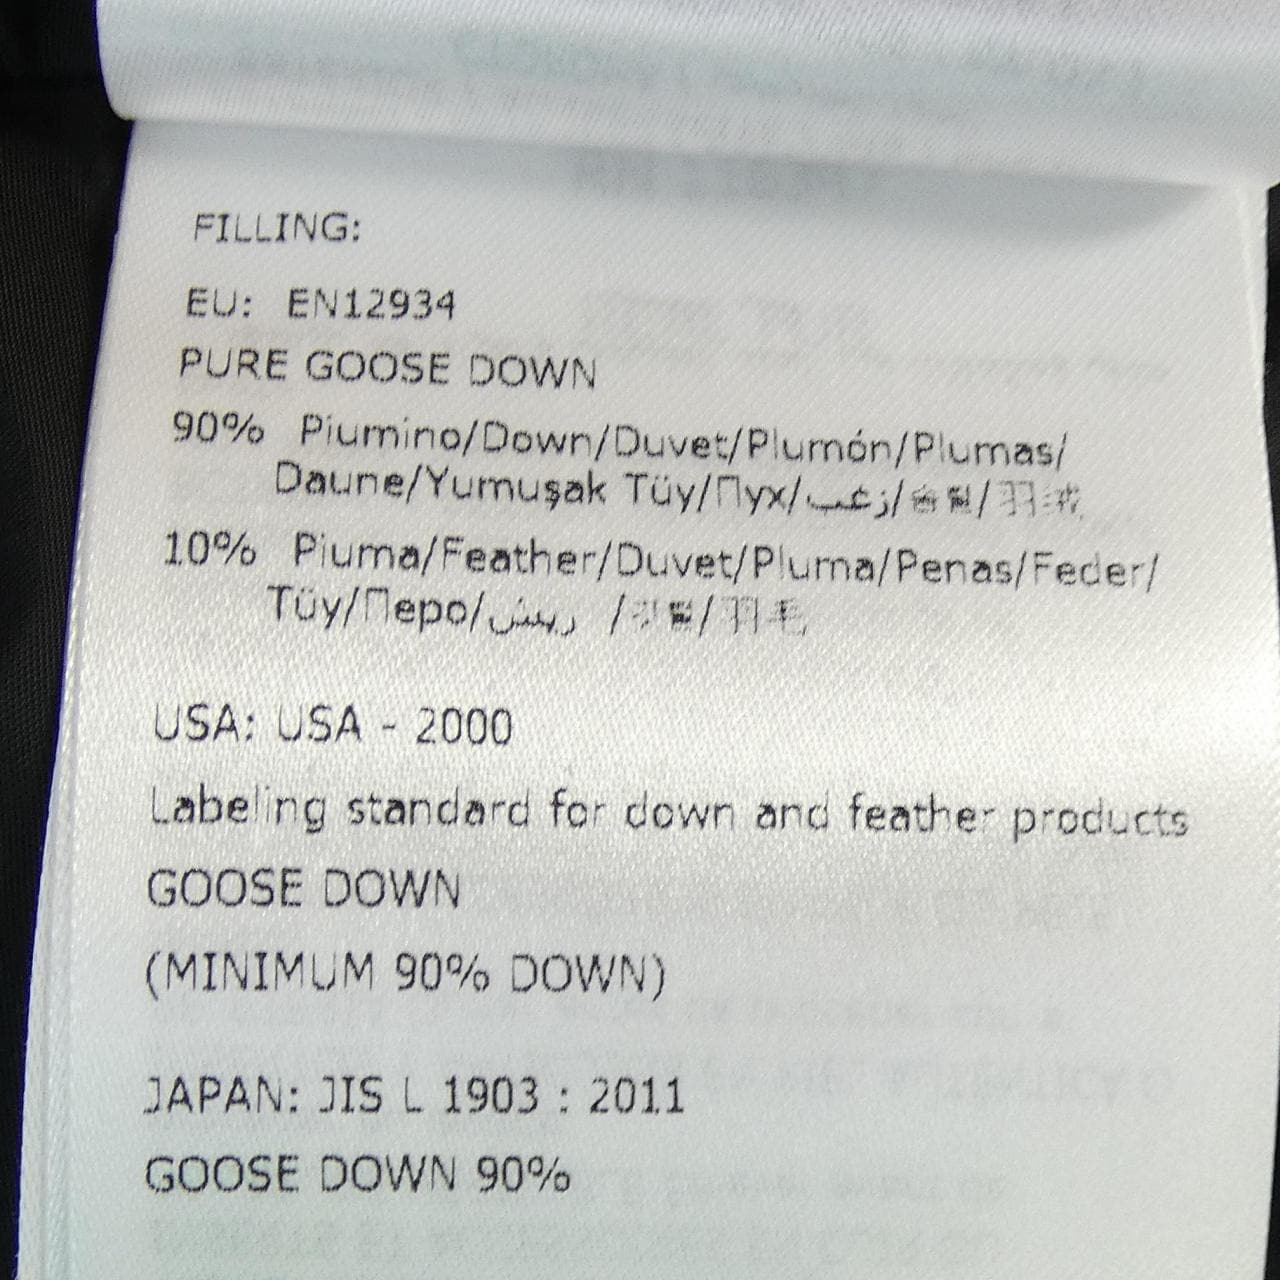 FILLING:
EU: EN12934
PURE GOOSE DOWN
90% Piumino/Down/Duvet/Plumón/Plumas/
Daune/Yumuşak Tüy/Пух/زغب/
10% Piuma/Feather/Duvet/Pluma/Penas/Feder/
Tüy/Перо/ريش /羽毛
USA: USA - 2000
Labeling standard for down and feather products
GOOSE DOWN
(MINIMUM 90% DOWN)
JAPAN: JIS L 1903 : 2011
GOOSE DOWN 90%